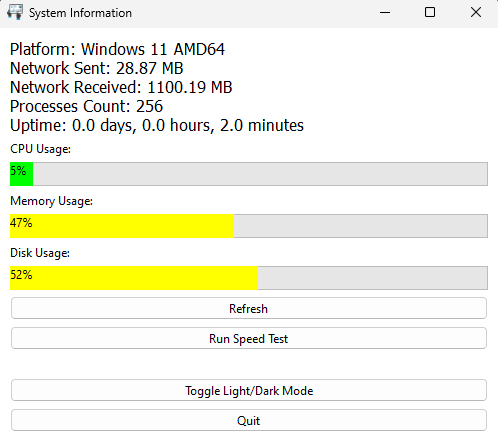 System Information
Platform: Windows 11 AMD64
Network Sent: 28.87 MB
Network Received: 1100.19 MB
Processes Count: 256
Uptime: 0.0 days, 0.0 hours, 2.0 minutes
CPU Usage:
5%
Memory Usage:
47%
Disk Usage:
52%
Refresh
Run Speed Test
Toggle Light/Dark Mode
Quit